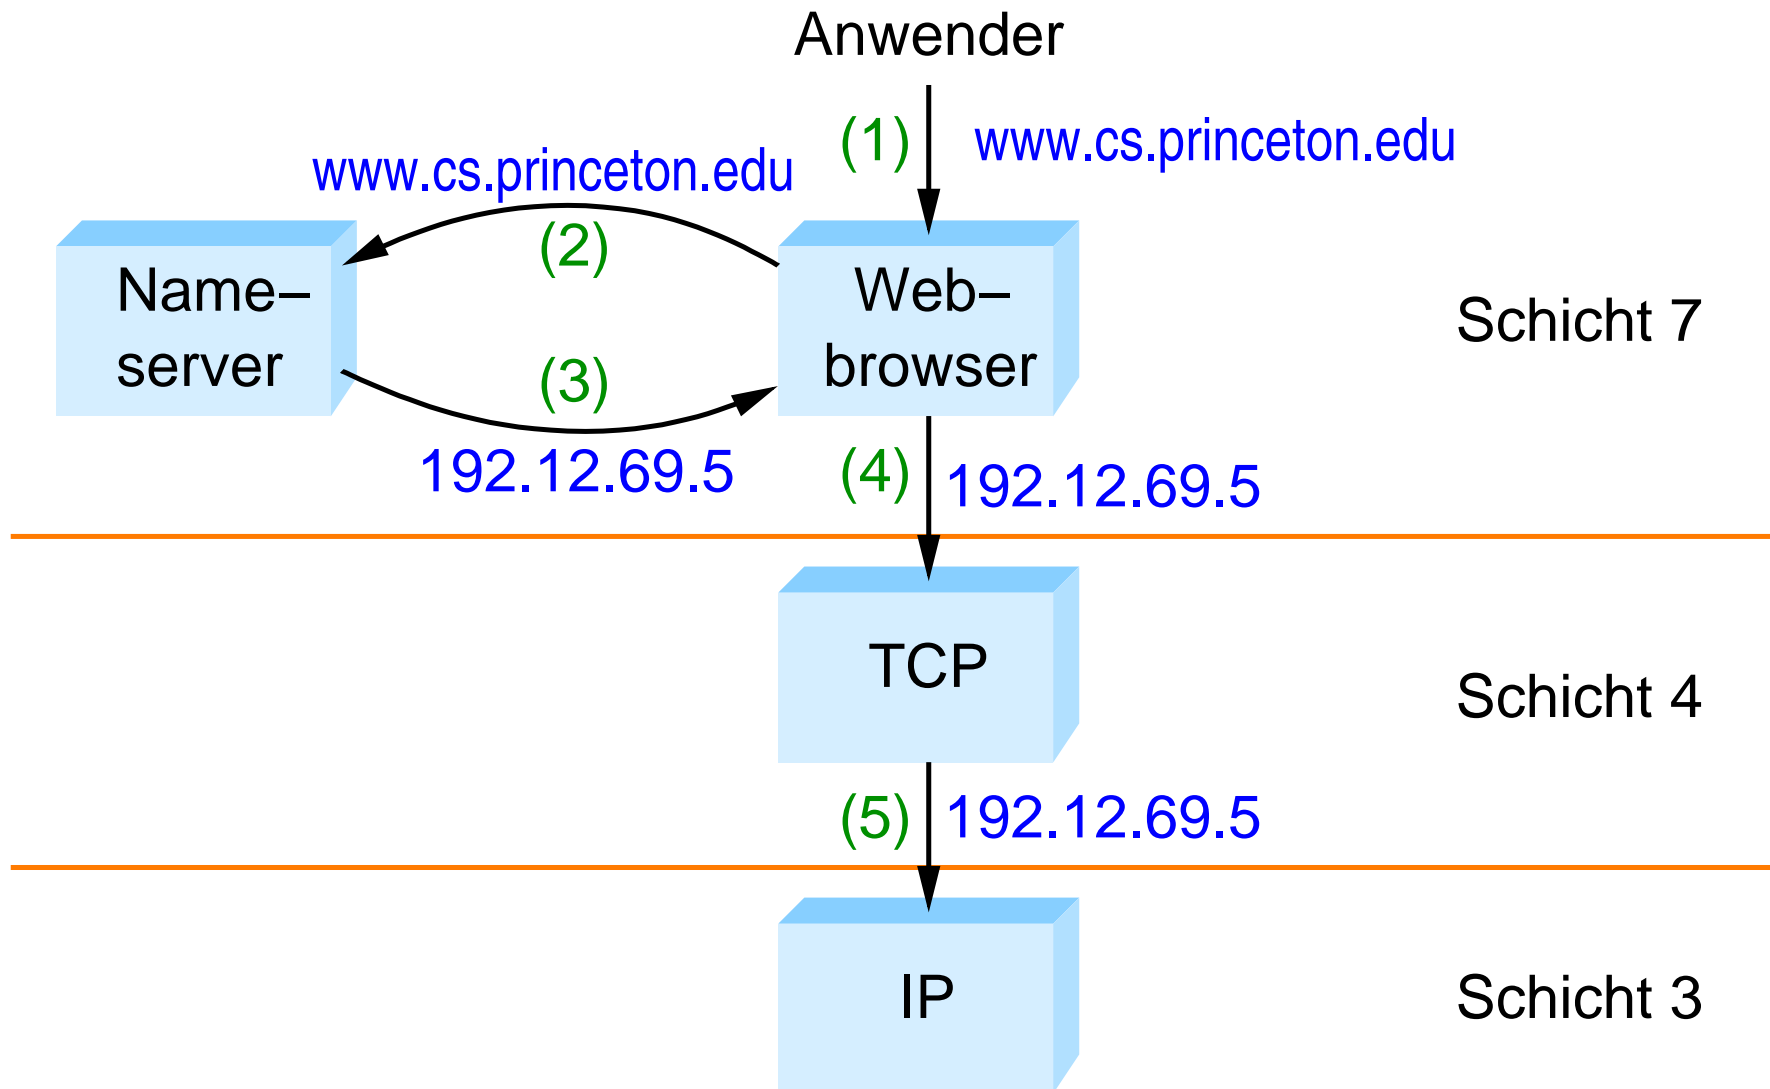 Anwender
(1)
www.cs.princeton.edu
www.cs.princeton.edu
(2)
Name–
server
Web–
browser
Schicht 7
(3)
192.12.69.5
(4)
192.12.69.5
TCP
Schicht 4
(5)
192.12.69.5
IP
Schicht 3